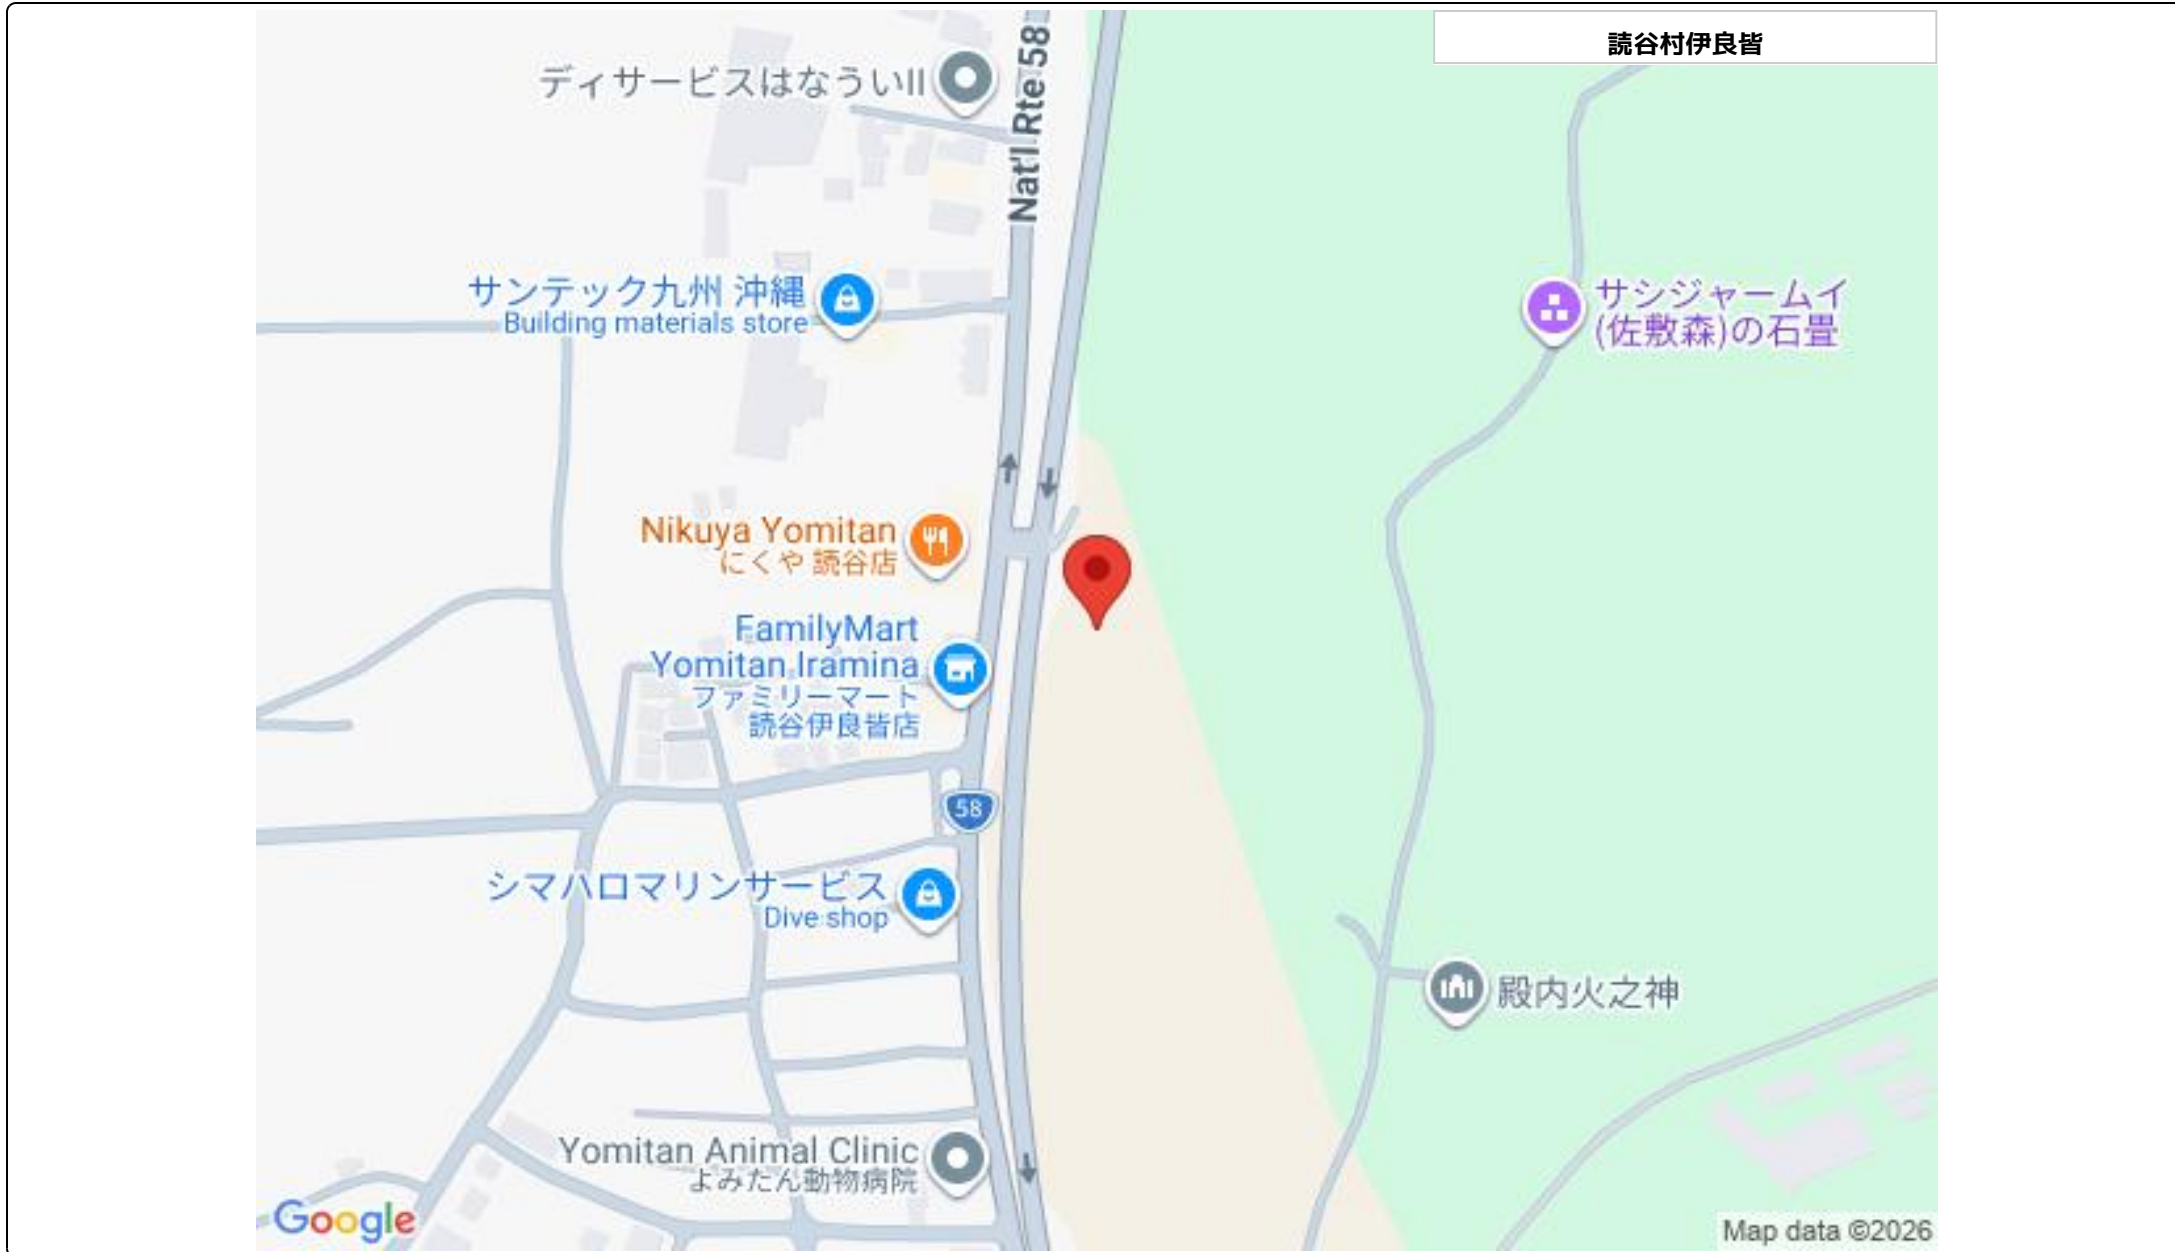 読谷村伊良皆
ディサービスはなういII
Nat'l Rte 58
サンテック九州 沖縄
Building materials store
サシジャームイ
(佐敷森)の石畳
Nikuya Yomitan
にくや 読谷店
FamilyMart
Yomitan Iramina
ファミリーマート
読谷伊良皆店
58
シマハロマリンサービス
Dive shop
殿内火之神
Yomitan Animal Clinic
よみたん動物病院
Google
Map data ©2026